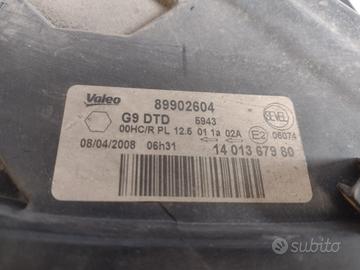 Valeo 89902604
G9 DTD 5943 SEVEL
00HC/R PL 12.5 01 1a 02A E2 06074
08/04/2008 06h31 14 013 679 80
subito